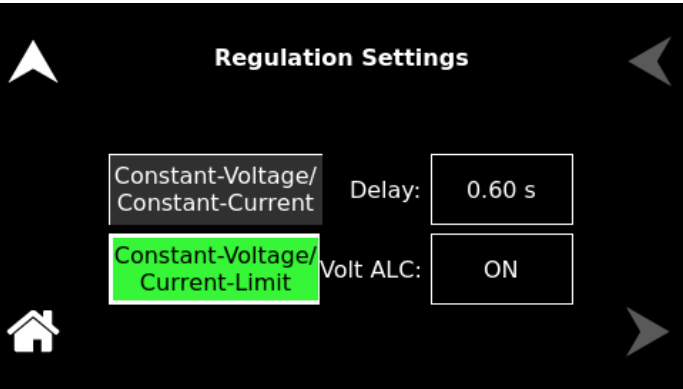 Regulation Settings
Constant-Voltage/
Constant-Current
Delay:
0.60 s
Constant-Voltage/
Current-Limit
Volt ALC:
ON